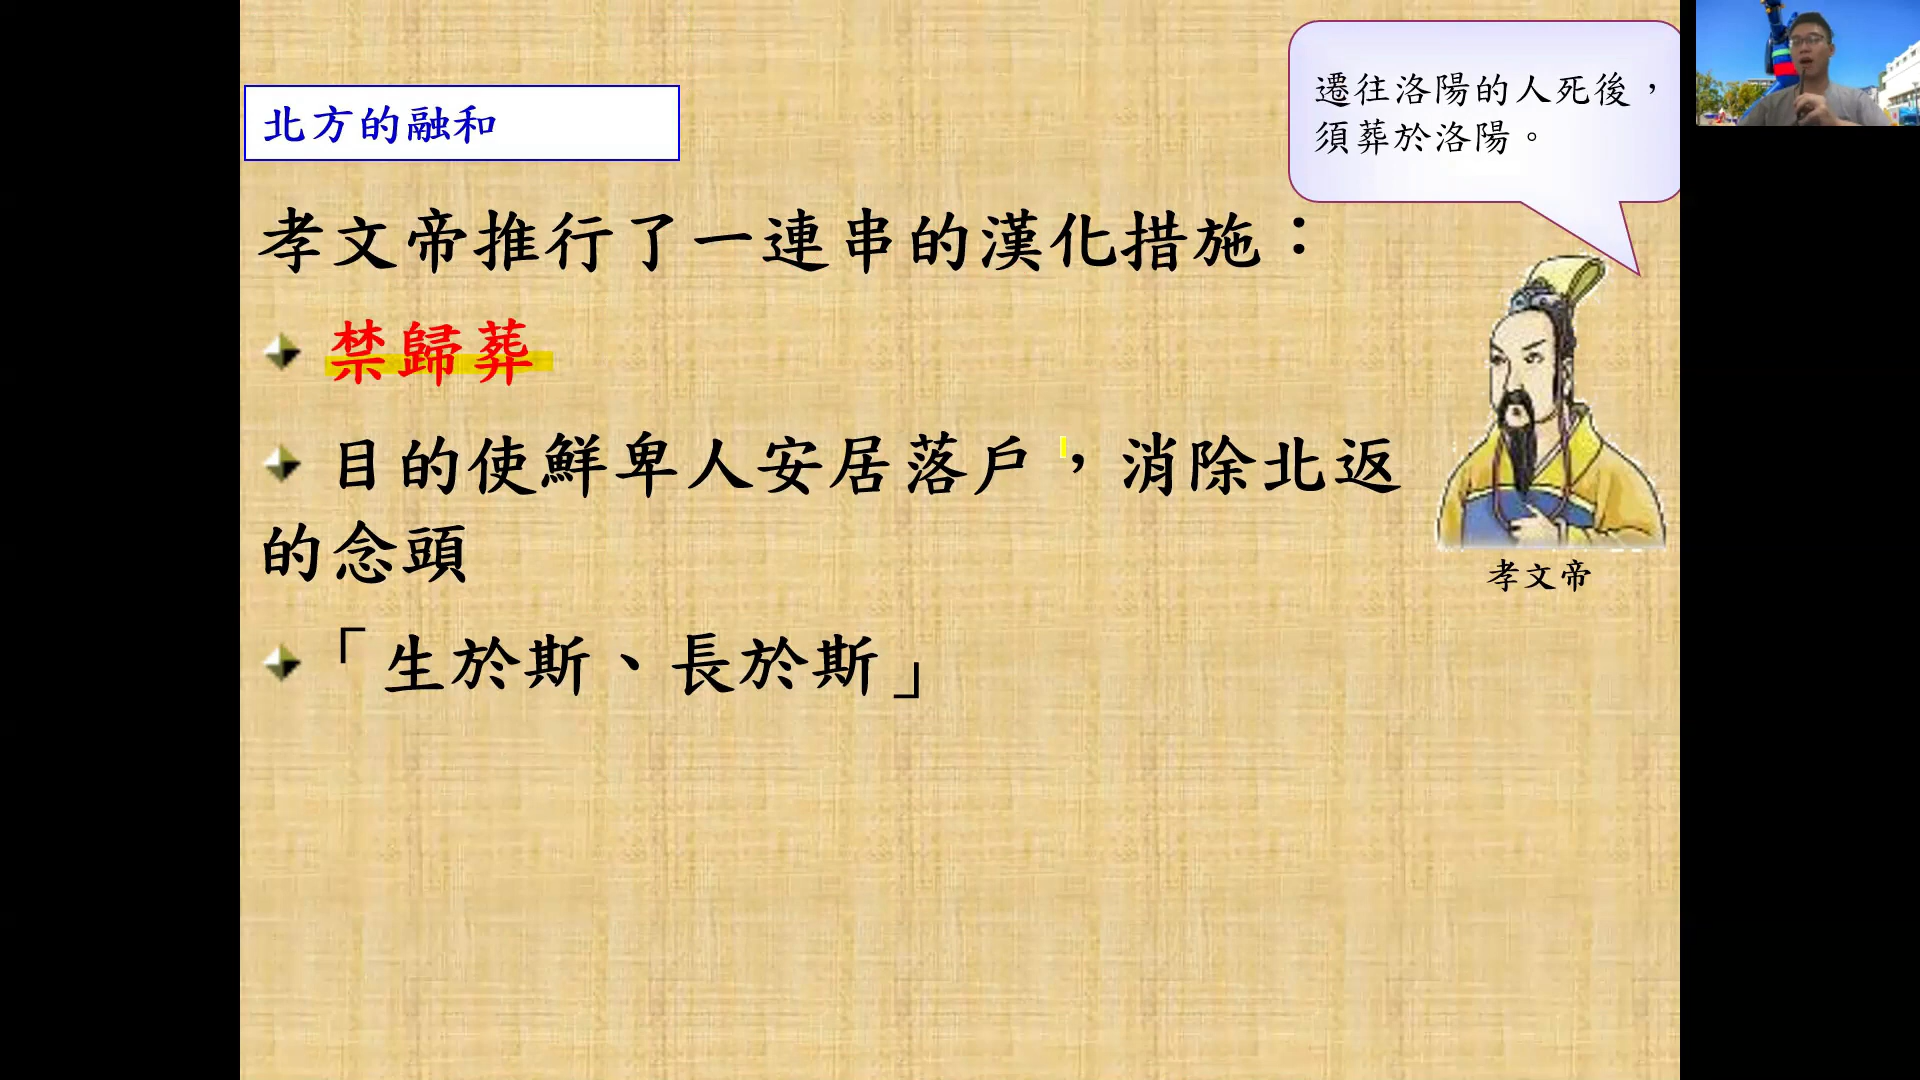 北方的融和
遷往洛陽的人死後，
須葬於洛陽。
孝文帝推行了一連串的漢化措施：
禁歸葬
目的使鮮卑人安居落戶，消除北返
的念頭
孝文帝
「生於斯、長於斯」